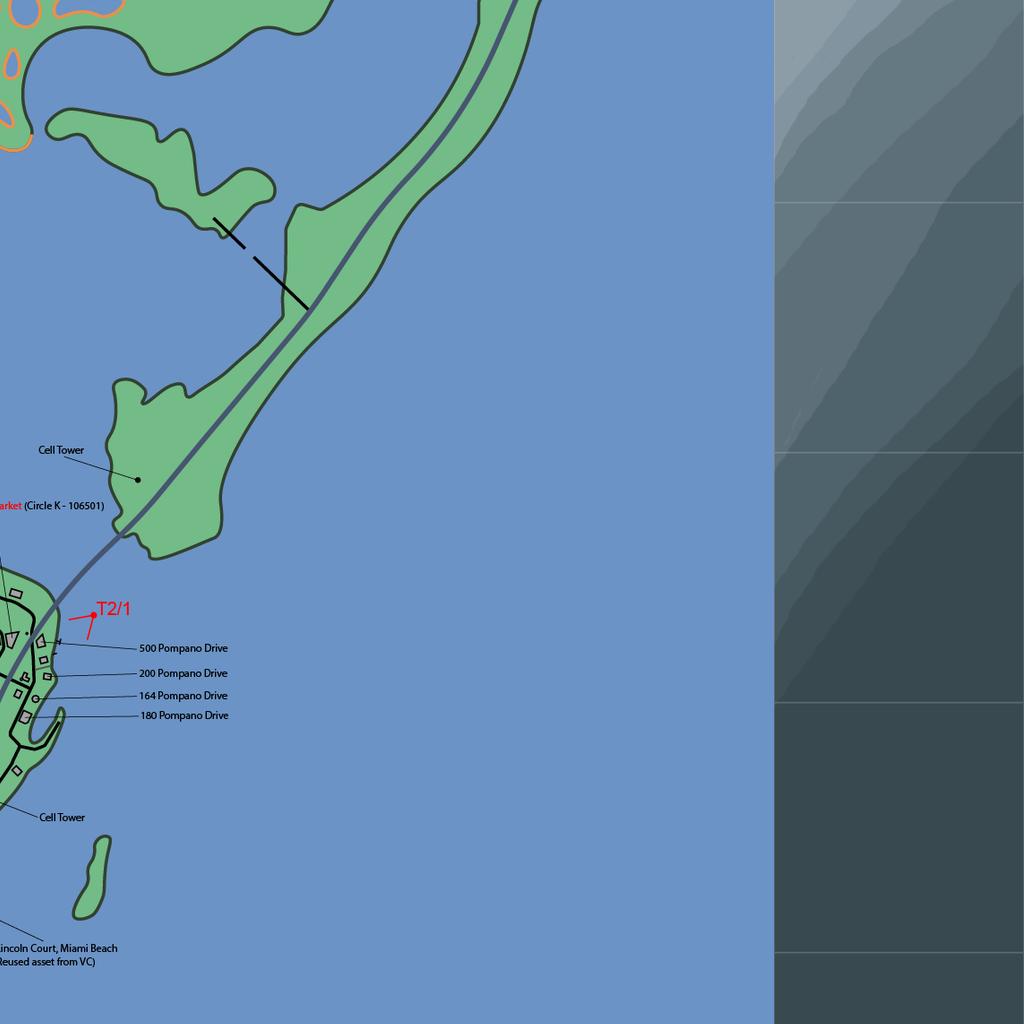 Cell Tower
arket (Circle K - 106501)
T2/1
500 Pompano Drive
200 Pompano Drive
164 Pompano Drive
180 Pompano Drive
Cell Tower
incoln Court, Miami Beach
Reused asset from VC)